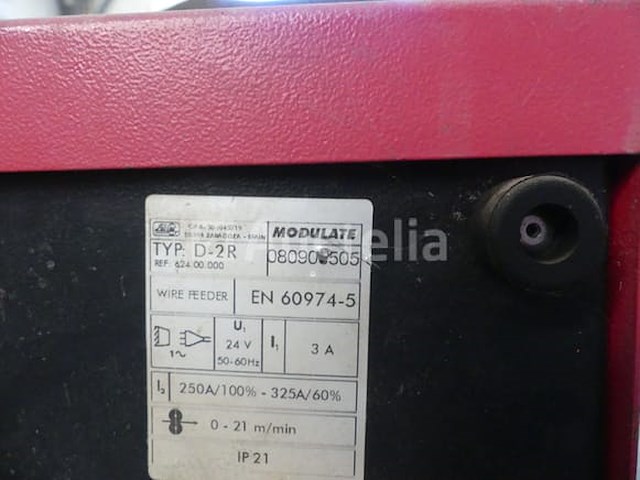 MODULATE
TYP: D-2R
REF: 624.00.000
WIRE FEEDER
EN 60974-5
1~
U1
24 V
50-60Hz
I1
3 A
I2
250A/100% - 325A/60%
0 - 21 m/min
IP 21